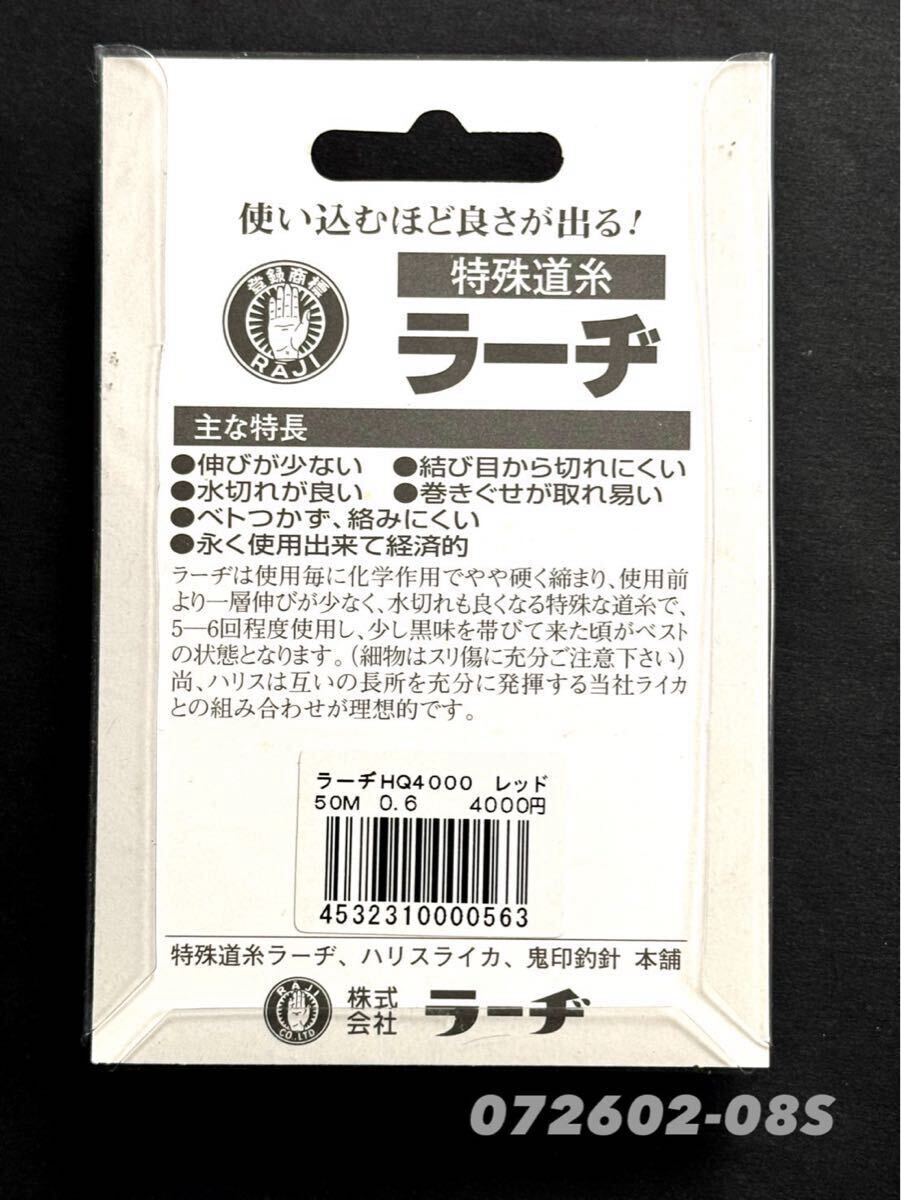 使い込むほど良さが出る!
登録商標
RAJI
特殊道糸
ラーヂ
主な特長
●伸びが少ない ●結び目から切れにくい
●水切れが良い ●巻きぐせが取れ易い
●ベトつかず、絡みにくい
●永く使用出来て経済的
ラーヂは使用毎に化学作用でやや硬く締まり、使用前
より一層伸びが少なく、水切れも良くなる特殊な道糸で、
5—6回程度使用し、少し黒味を帯びて来た頃がベスト
の状態となります。(細物はスリ傷に充分ご注意下さい)
尚、ハリスは互いの長所を充分に発揮する当社ライカ
との組み合わせが理想的です。
ラーヂHQ4000 レッド
50M 0.6 4000円
4532310000563
特殊道糸ラーヂ、ハリスライカ、鬼印釣針 本舗
RAJI
CO.,LTD
株式
会社
ラーヂ
072602-08S